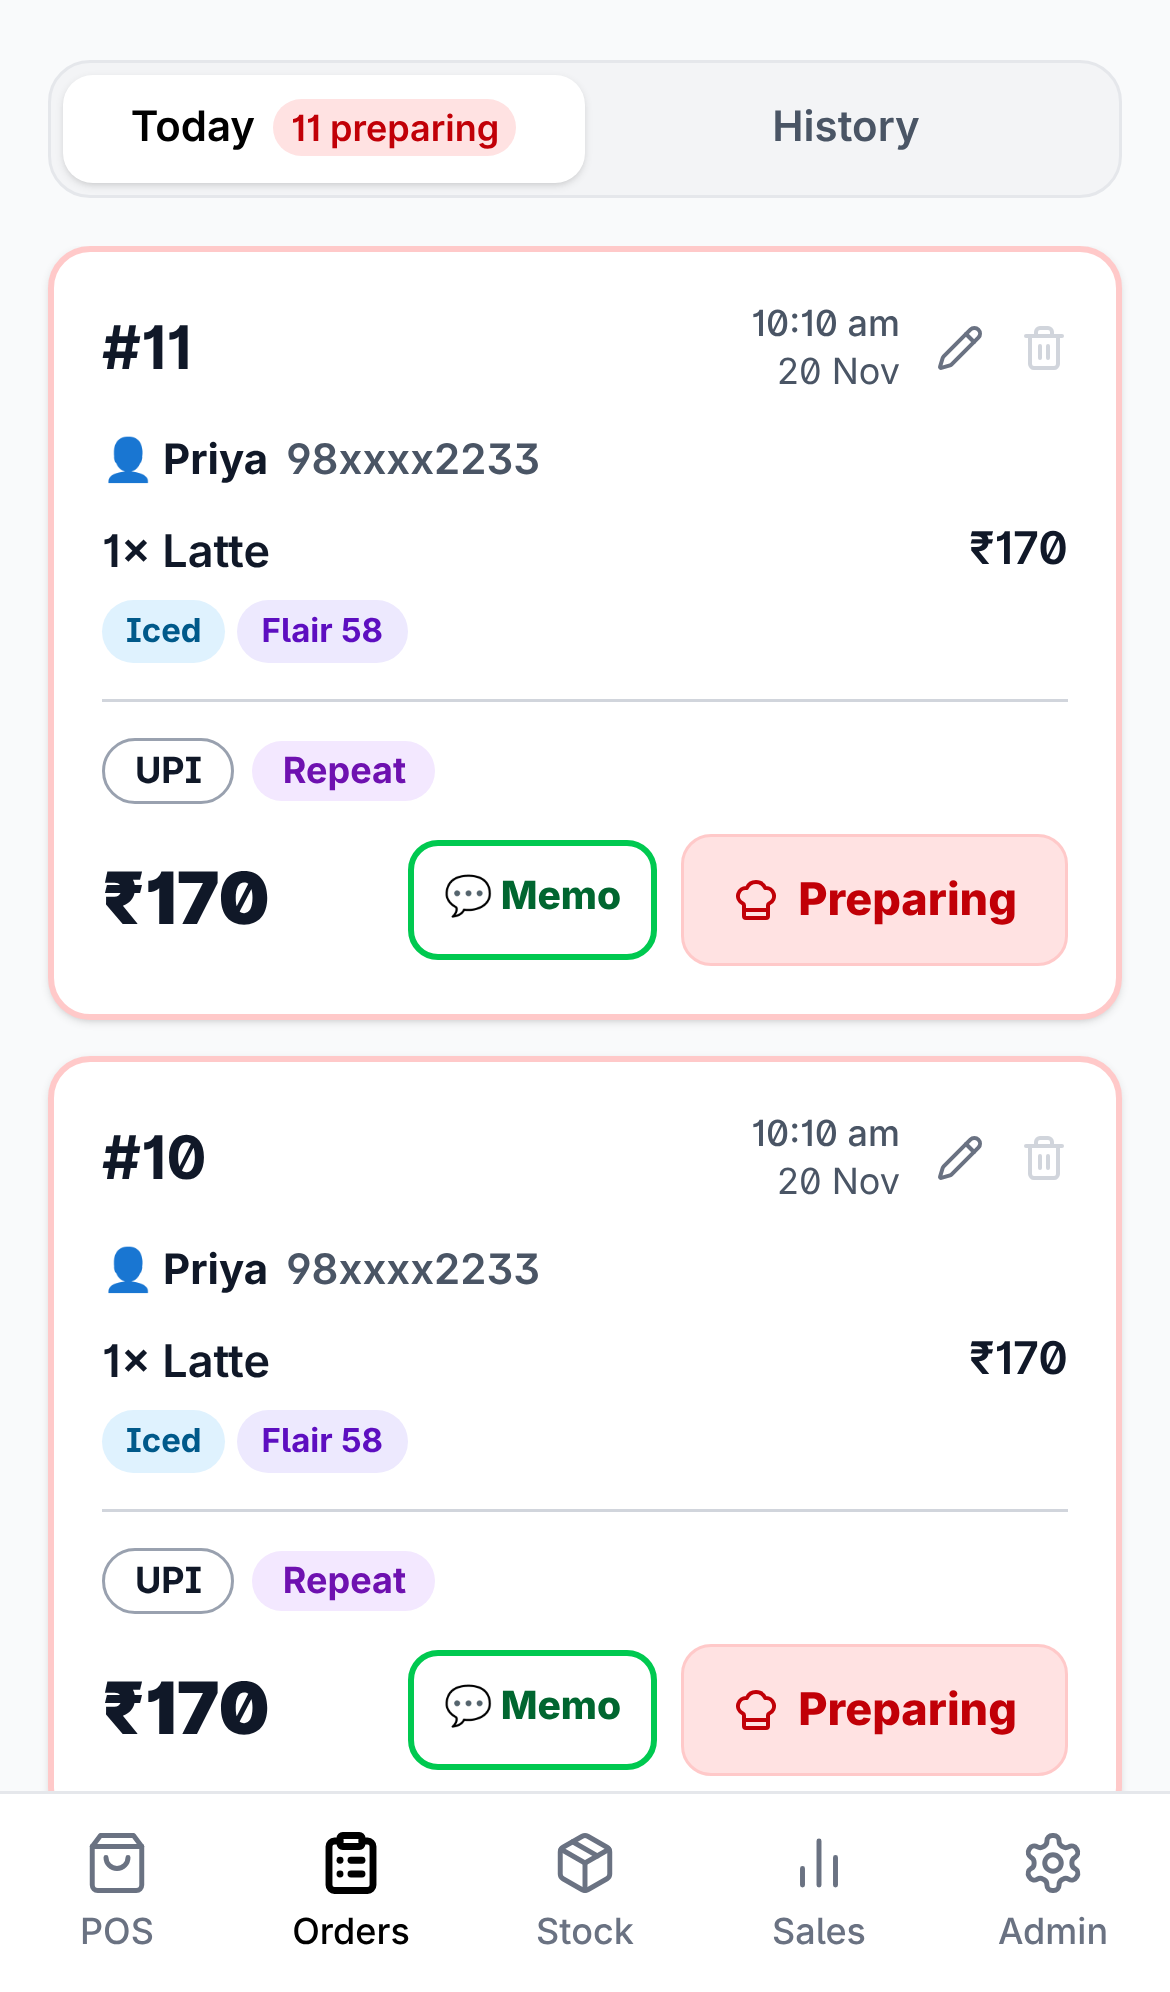 Today 11 preparing History
#11 10:10 am
20 Nov
Priya 98xxxx2233
1× Latte ₹170
Iced Flair 58
UPI Repeat
₹170 Memo Preparing
#10 10:10 am
20 Nov
Priya 98xxxx2233
1× Latte ₹170
Iced Flair 58
UPI Repeat
₹170 Memo Preparing
POS Orders Stock Sales Admin